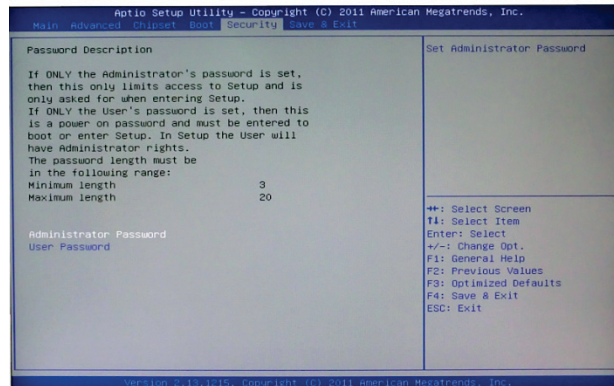 Aptio Setup Utility – Copyright (C) 2011 American Megatrends, Inc.
Main Advanced Chipset Boot Security Save & Exit
Password Description
If ONLY the Administrator's password is set,
then this only limits access to Setup and is
only asked for when entering Setup.
If ONLY the User's password is set, then this
is a power on password and must be entered to
boot or enter Setup. In Setup the User will
have Administrator rights.
The password length must be
in the following range:
Minimum length 3
Maximum length 20
Administrator Password
User Password
Set Administrator Password
→←: Select Screen
↑↓: Select Item
Enter: Select
+/-: Change Opt.
F1: General Help
F2: Previous Values
F3: Optimized Defaults
F4: Save & Exit
ESC: Exit
Version 2.13.1215. Copyright (C) 2011 American Megatrends, Inc.